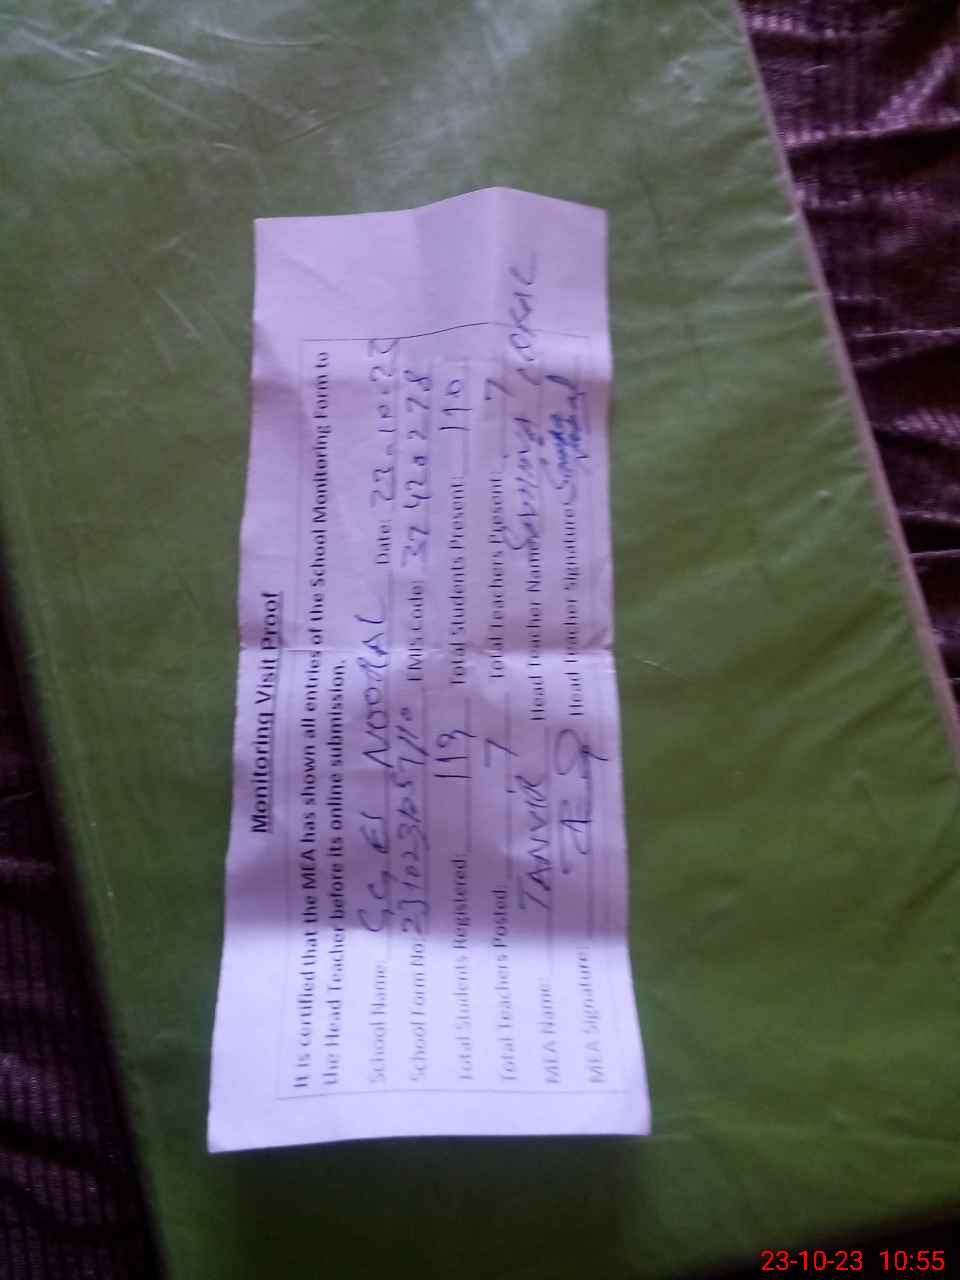 Monitoring Visit Proof
It is certified that the MEA has shown all entries of the School Monitoring Form to
the Head Teacher before its online submission.
School Name: GGES NOORAL Date: 23.10.23
School Form No: EMIS Code: 37420278
Total Students Registered: 119 Total Students Present: 110
Total Teachers Posted: 7 Total Teachers Present: 7
MEA Name: TANVIR Head Teacher Name:
MEA Signature: Head Teacher Signature
23-10-23 10:55